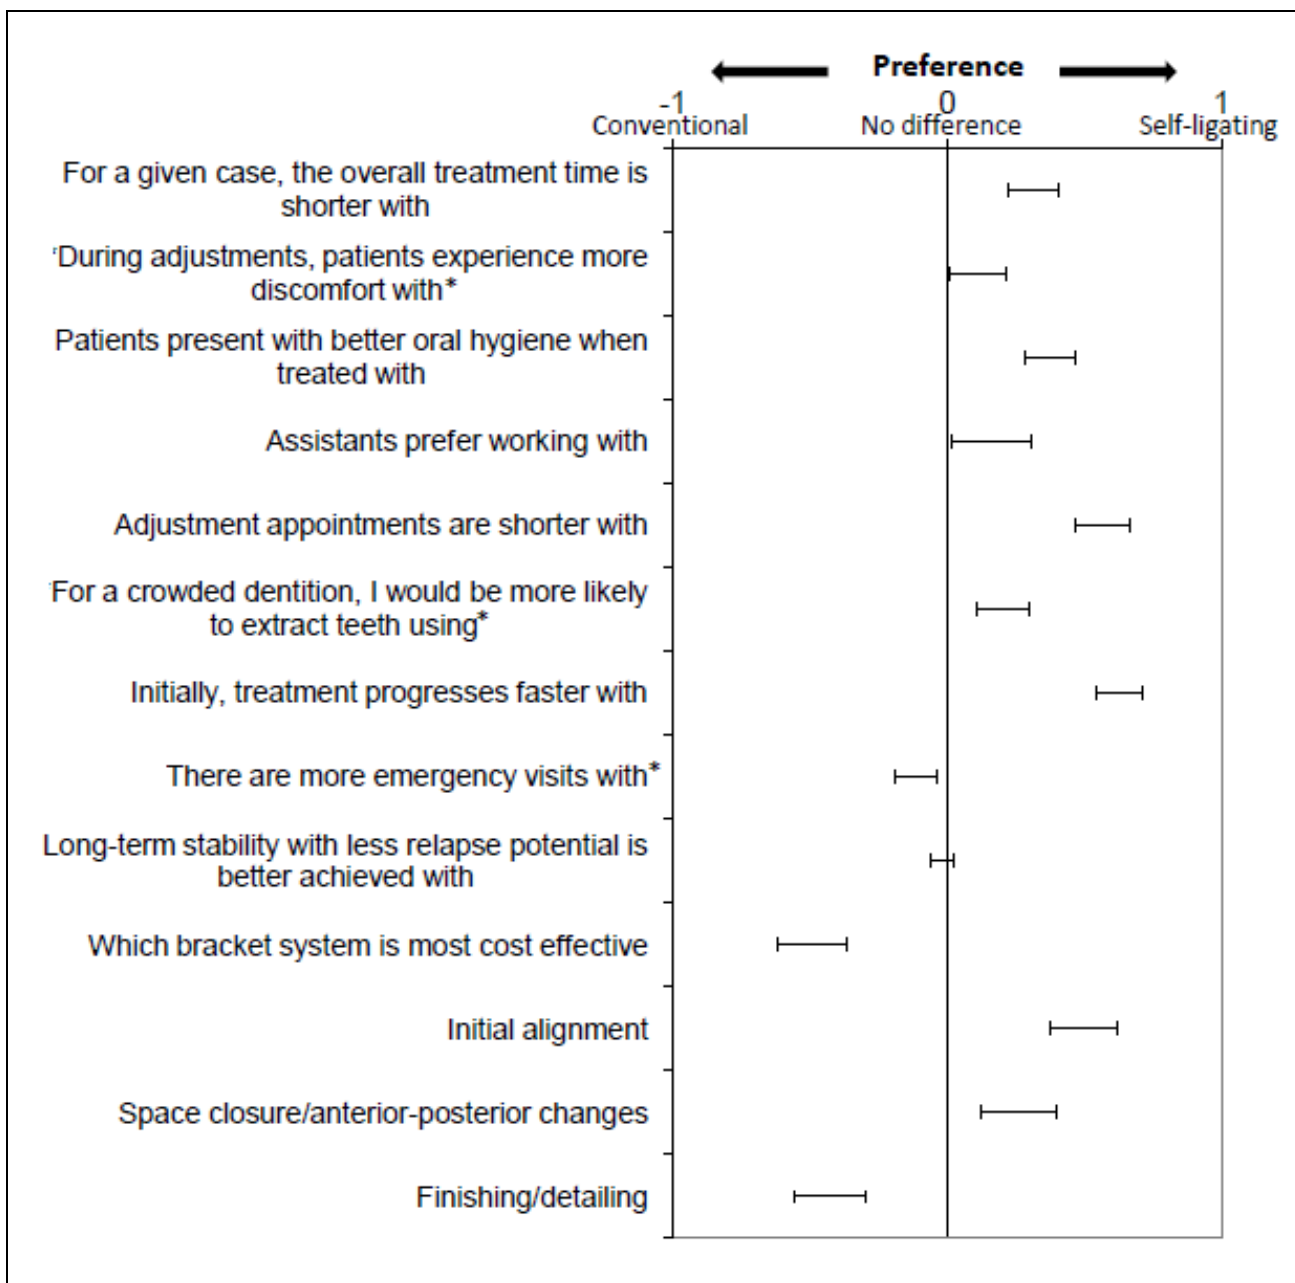 Preference
-1 0 1
Conventional No difference Self-ligating
For a given case, the overall treatment time is
shorter with
'During adjustments, patients experience more
discomfort with*
Patients present with better oral hygiene when
treated with
Assistants prefer working with
Adjustment appointments are shorter with
'For a crowded dentition, I would be more likely
to extract teeth using*
Initially, treatment progresses faster with
There are more emergency visits with*
Long-term stability with less relapse potential is
better achieved with
Which bracket system is most cost effective
Initial alignment
Space closure/anterior-posterior changes
Finishing/detailing